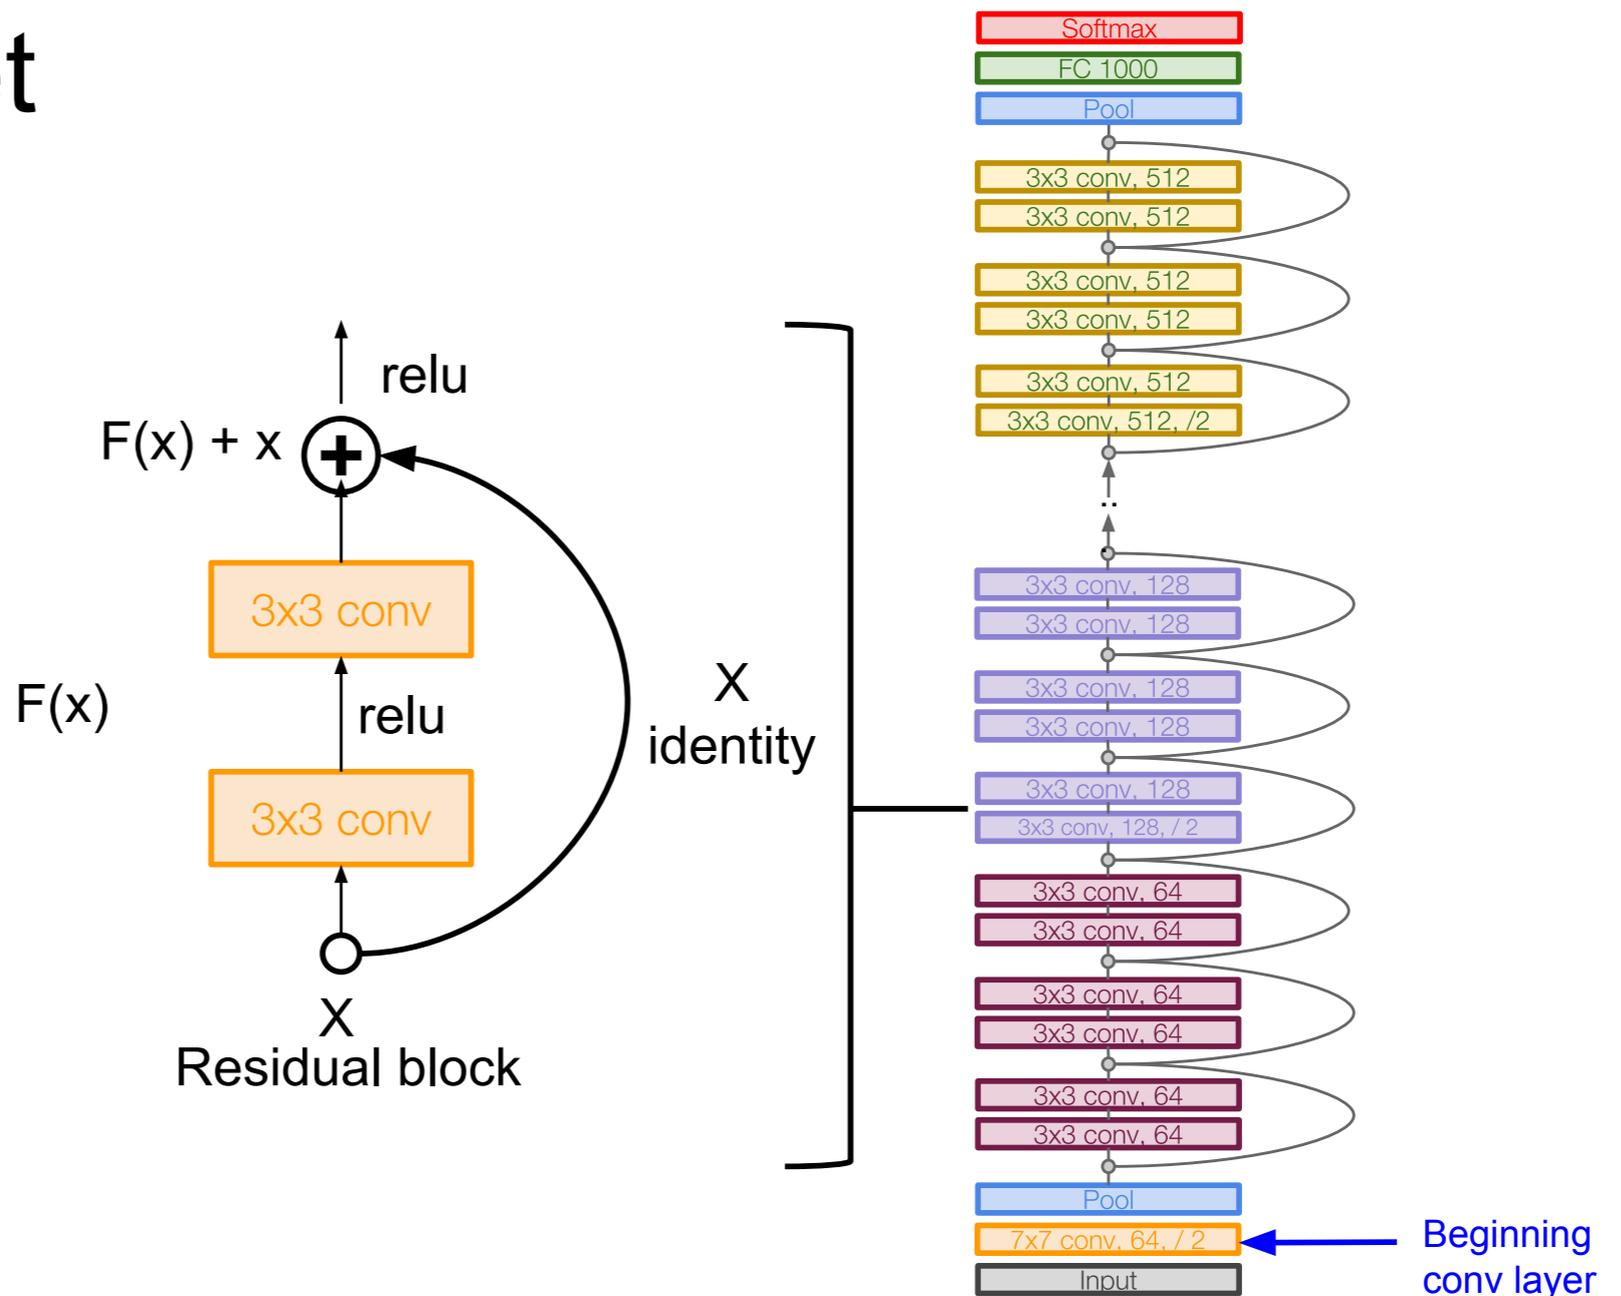 et
relu
F(x) + x
3x3 conv
F(x)
relu
X
identity
3x3 conv
X
Residual block
Softmax
FC 1000
Pool
3x3 conv, 512
3x3 conv, 512
3x3 conv, 512
3x3 conv, 512
3x3 conv, 512
3x3 conv, 512, /2
3x3 conv, 128
3x3 conv, 128
3x3 conv, 128
3x3 conv, 128
3x3 conv, 128
3x3 conv, 128, / 2
3x3 conv, 64
3x3 conv, 64
3x3 conv, 64
3x3 conv, 64
3x3 conv, 64
3x3 conv, 64
Pool
7x7 conv, 64, / 2
Input
Beginning
conv layer